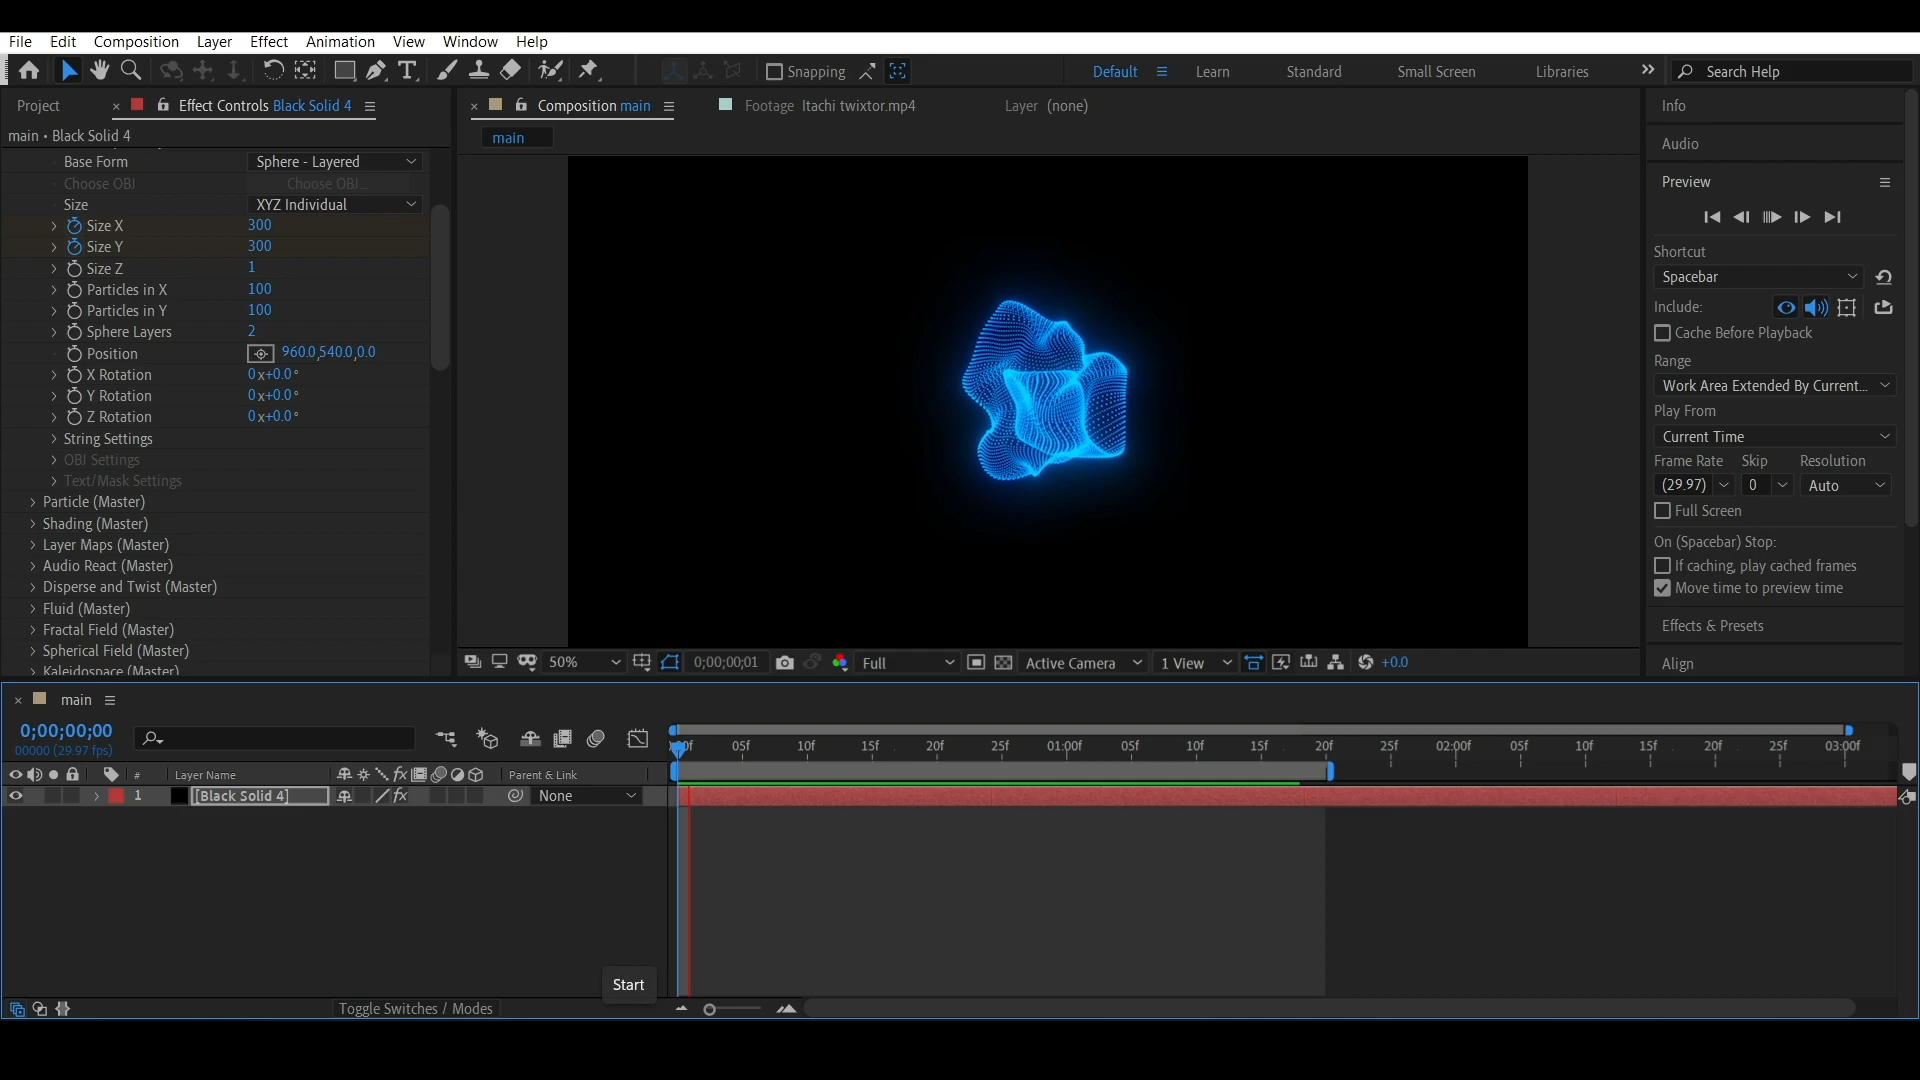 File Edit Composition Layer Effect Animation View Window Help
Snapping
Default Learn Standard Small Screen Libraries
Search Help
Project
Effect Controls Black Solid 4
Composition main
Footage Itachi twixtor.mp4
Layer (none)
main • Black Solid 4
main
Base Form Sphere - Layered
Choose OBJ Choose OBJ...
Size XYZ Individual
Size X 300
Size Y 300
Size Z 1
Particles in X 100
Particles in Y 100
Sphere Layers 2
Position 960.0,540.0,0.0
X Rotation 0x+0.0°
Y Rotation 0x+0.0°
Z Rotation 0x+0.0°
String Settings
OBJ Settings
Text/Mask Settings
Particle (Master)
Shading (Master)
Layer Maps (Master)
Audio React (Master)
Disperse and Twist (Master)
Fluid (Master)
Fractal Field (Master)
Spherical Field (Master)
Kaleidospace (Master)
50% 0;00;00;01 Full Active Camera 1 View +0.0
Info
Audio
Preview
Shortcut
Spacebar
Include:
Cache Before Playback
Range
Work Area Extended By Current...
Play From
Current Time
Frame Rate Skip Resolution
(29.97) 0 Auto
Full Screen
On (Spacebar) Stop:
If caching, play cached frames
Move time to preview time
Effects & Presets
Align
main
0;00;00;00
00000 (29.97 fps)
05f 10f 15f 20f 25f 01:00f 05f 10f 15f 20f 25f 02:00f 05f 10f 15f 20f 25f 03:00f
# Layer Name fx Parent & Link
1 [Black Solid 4] fx None
Start
Toggle Switches / Modes